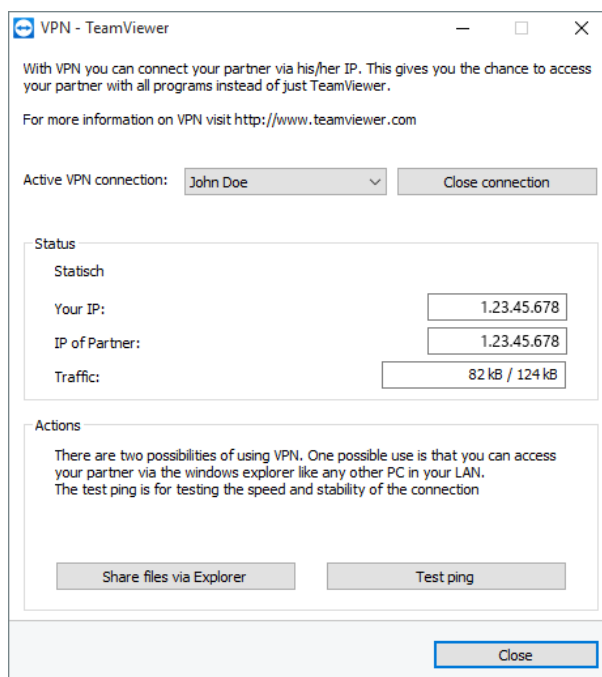 VPN - TeamViewer
With VPN you can connect your partner via his/her IP. This gives you the chance to access
your partner with all programs instead of just TeamViewer.
For more information on VPN visit http://www.teamviewer.com
Active VPN connection: John Doe Close connection
Status
Statisch
Your IP: 1.23.45.678
IP of Partner: 1.23.45.678
Traffic: 82 kB / 124 kB
Actions
There are two possibilities of using VPN. One possible use is that you can access
your partner via the windows explorer like any other PC in your LAN.
The test ping is for testing the speed and stability of the connection
Share files via Explorer Test ping
Close